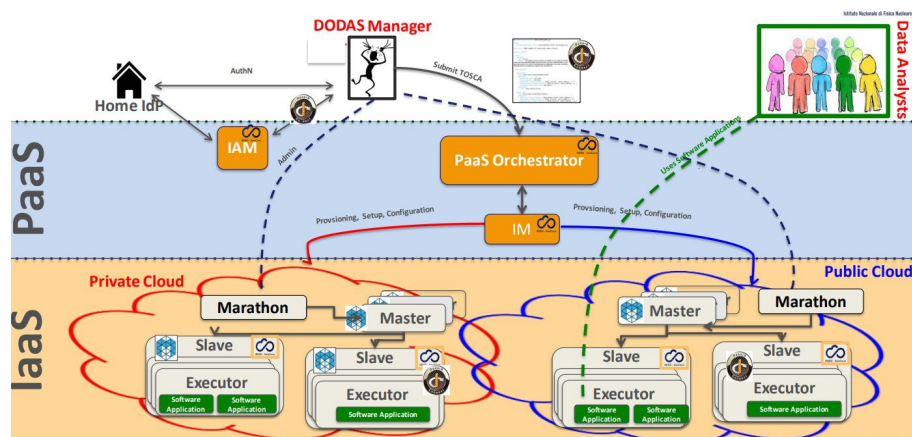 Istituto Nazionale di Fisica Nucleare
DODAS Manager
Data Analysts
AuthN
Submit TOSCA
Home IdP
PaaS
IAM
Admin
PaaS Orchestrator
Uses Software Applications
Provsioning, Setup, Configuration
IM
Provsioning, Setup, Configuration
IaaS
Private Cloud
Public Cloud
Marathon
Master
Master
Marathon
Slave
Slave
Slave
Slave
Executor
Executor
Executor
Executor
Software Application
Software Application
Software Application
Software Application
Software Application
Software Application